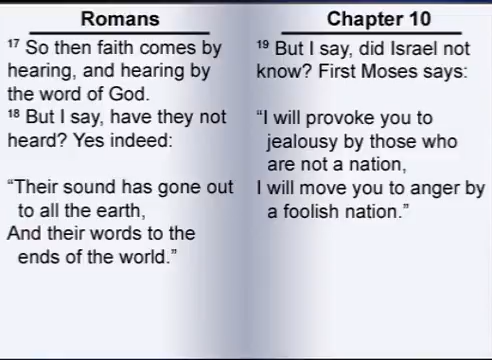 Romans
17 So then faith comes by
hearing, and hearing by
the word of God.
18 But I say, have they not
heard? Yes indeed:
“Their sound has gone out
to all the earth,
And their words to the
ends of the world.”
Chapter 10
19 But I say, did Israel not
know? First Moses says:
“I will provoke you to
jealousy by those who
are not a nation,
I will move you to anger by
a foolish nation.”